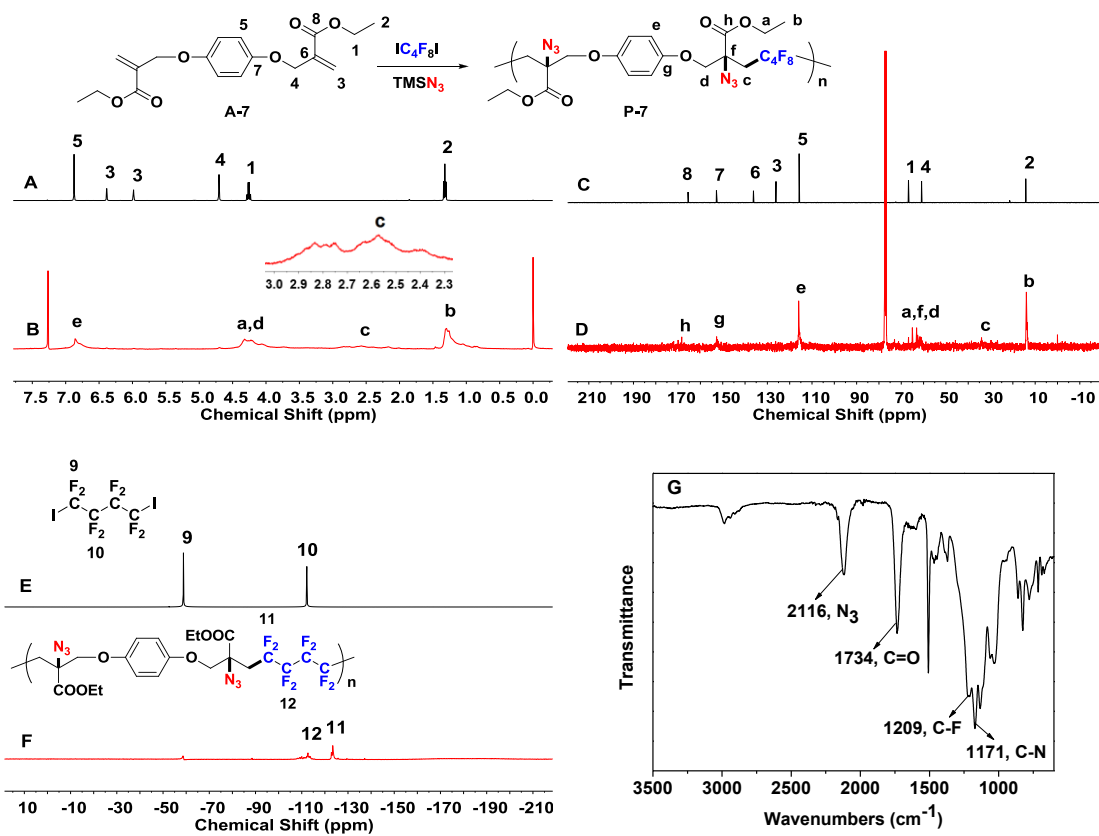 O
8
O
2
1
5
6
O
7
O
4
3
O
O
A-7
IC4F8I
TMSN3
h
O
a
b
O
e
N3
O
g
O
f
d
N3
c
C4F8
n
O
O
P-7
A
5
3
3
4
1
2
c
3.0 2.9 2.8 2.7 2.6 2.5 2.4 2.3
B
e
a,d
c
b
7.5 7.0 6.5 6.0 5.5 5.0 4.5 4.0 3.5 3.0 2.5 2.0 1.5 1.0 0.5 0.0
Chemical Shift (ppm)
C
8 7 6 3 5 1 4 2
D
h
g
e
a,f,d
c
b
210 190 170 150 130 110 90 70 50 30 10 -10
Chemical Shift (ppm)
9
F2 F2
I C C I
C C
F2 F2
10
E
9
10
11
N3
O
O
COOEt
EtOOC
N3
F2 F2
C C
C C
F2 F2
n
12
F
12
11
10 -10 -30 -50 -70 -90 -110 -130 -150 -170 -190 -210
Chemical Shift (ppm)
G
Transmittance
2116, N3
1734, C=O
1209, C-F
1171, C-N
3500 3000 2500 2000 1500 1000
Wavenumbers (cm-1)